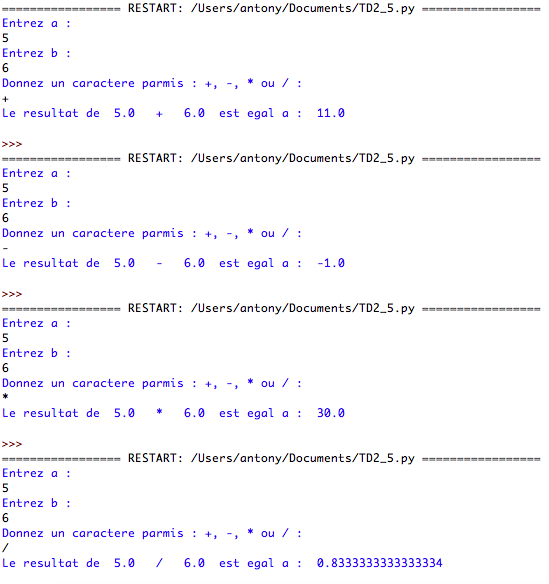 ================= RESTART: /Users/antony/Documents/TD2_5.py =================
Entrez a :
5
Entrez b :
6
Donnez un caractere parmis : +, -, * ou / :
+
Le resultat de  5.0   +   6.0  est egal a :  11.0

>>>
================= RESTART: /Users/antony/Documents/TD2_5.py =================
Entrez a :
5
Entrez b :
6
Donnez un caractere parmis : +, -, * ou / :
-
Le resultat de  5.0   -   6.0  est egal a :  -1.0

>>>
================= RESTART: /Users/antony/Documents/TD2_5.py =================
Entrez a :
5
Entrez b :
6
Donnez un caractere parmis : +, -, * ou / :
*
Le resultat de  5.0   *   6.0  est egal a :  30.0

>>>
================= RESTART: /Users/antony/Documents/TD2_5.py =================
Entrez a :
5
Entrez b :
6
Donnez un caractere parmis : +, -, * ou / :
/
Le resultat de  5.0   /   6.0  est egal a :  0.8333333333333334